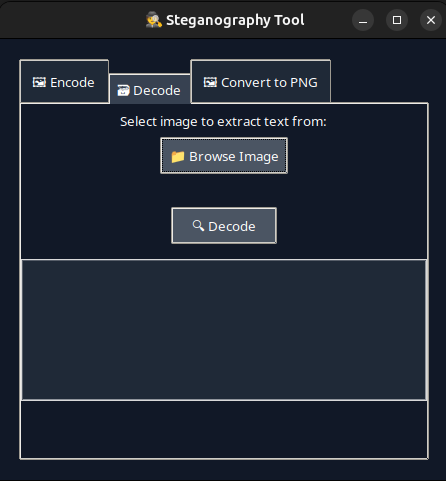 🕵️ Steganography Tool
🖼 Encode 🗃 Decode 🖼 Convert to PNG
Select image to extract text from:
📁 Browse Image
🔍 Decode